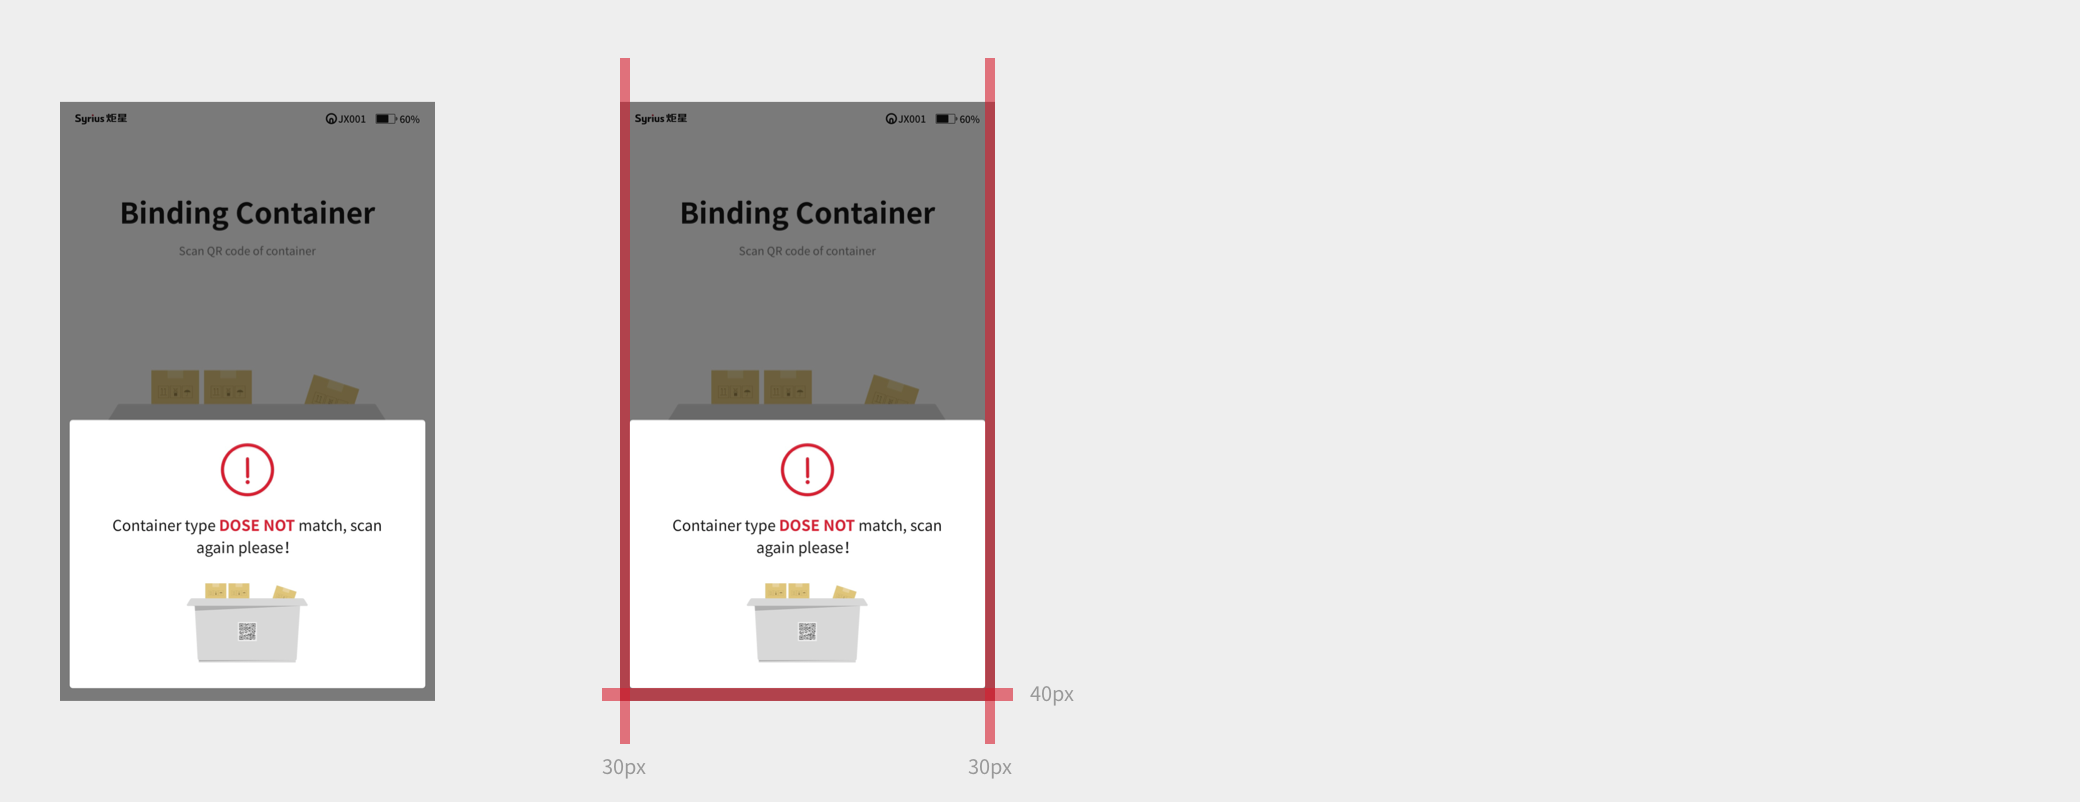 Syrius 炬星 JX001 60%
Binding Container
Scan QR code of container
Container type DOSE NOT match, scan
again please!
Syrius 炬星 JX001 60%
Binding Container
Scan QR code of container
Container type DOSE NOT match, scan
again please!
40px
30px 30px